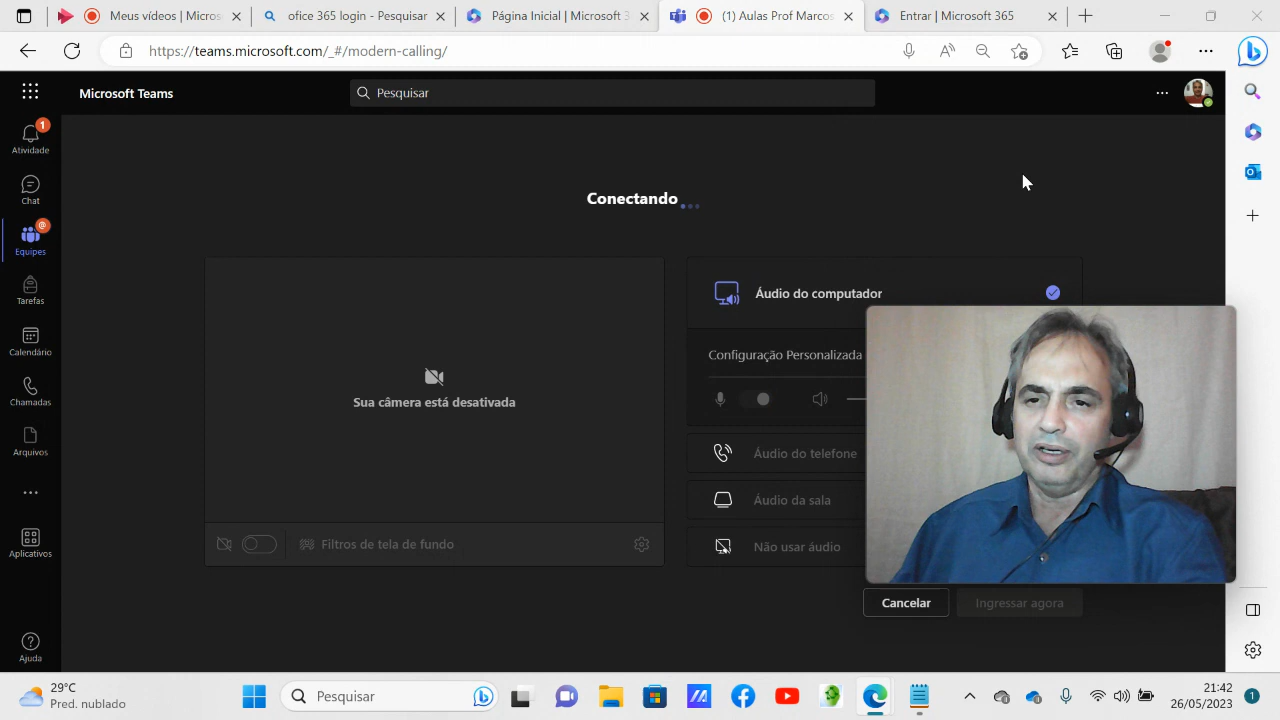 Meus vídeos | Micros
ofice 365 login - Pesquisar
Página Inicial | Microsoft 3
(1) Aulas Prof. Marcos
Entrar | Microsoft 365
https://teams.microsoft.com/_#/modern-calling/
Microsoft Teams
Pesquisar
1
Atividade
Chat
@
Equipes
Tarefas
Calendário
Chamadas
Arquivos
Aplicativos
Ajuda
Conectando
Sua câmera está desativada
Filtros de tela de fundo
Áudio do computador
Configuração Personalizada
Áudio do telefone
Áudio da sala
Não usar áudio
Cancelar
Ingressar agora
29°C
Pred. nublado
Pesquisar
21:42
26/05/2023
1